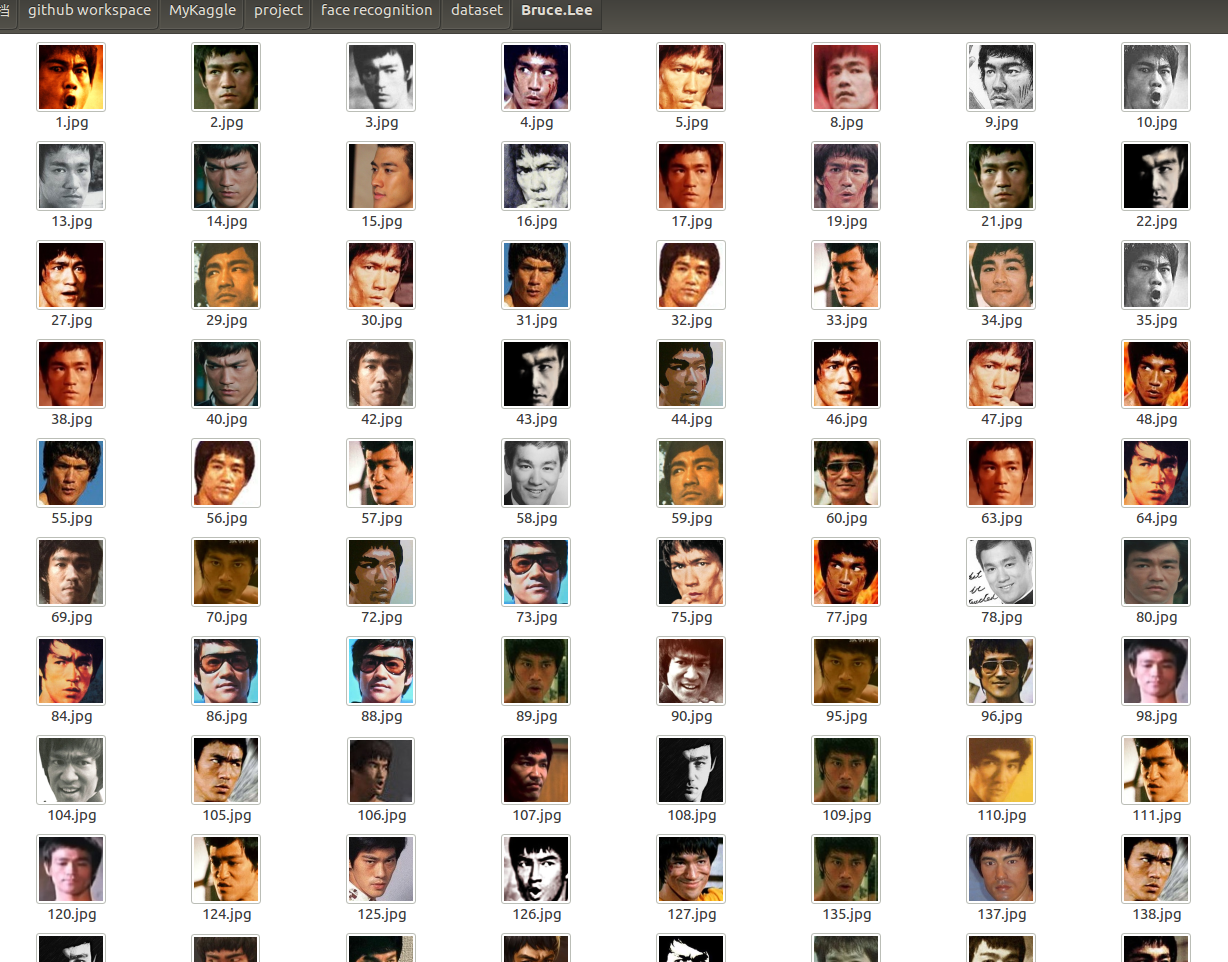 档 github workspace MyKaggle project face recognition dataset Bruce.Lee
1.jpg 2.jpg 3.jpg 4.jpg 5.jpg 8.jpg 9.jpg 10.jpg
13.jpg 14.jpg 15.jpg 16.jpg 17.jpg 19.jpg 21.jpg 22.jpg
27.jpg 29.jpg 30.jpg 31.jpg 32.jpg 33.jpg 34.jpg 35.jpg
38.jpg 40.jpg 42.jpg 43.jpg 44.jpg 46.jpg 47.jpg 48.jpg
55.jpg 56.jpg 57.jpg 58.jpg 59.jpg 60.jpg 63.jpg 64.jpg
69.jpg 70.jpg 72.jpg 73.jpg 75.jpg 77.jpg 78.jpg 80.jpg
84.jpg 86.jpg 88.jpg 89.jpg 90.jpg 95.jpg 96.jpg 98.jpg
104.jpg 105.jpg 106.jpg 107.jpg 108.jpg 109.jpg 110.jpg 111.jpg
120.jpg 124.jpg 125.jpg 126.jpg 127.jpg 135.jpg 137.jpg 138.jpg